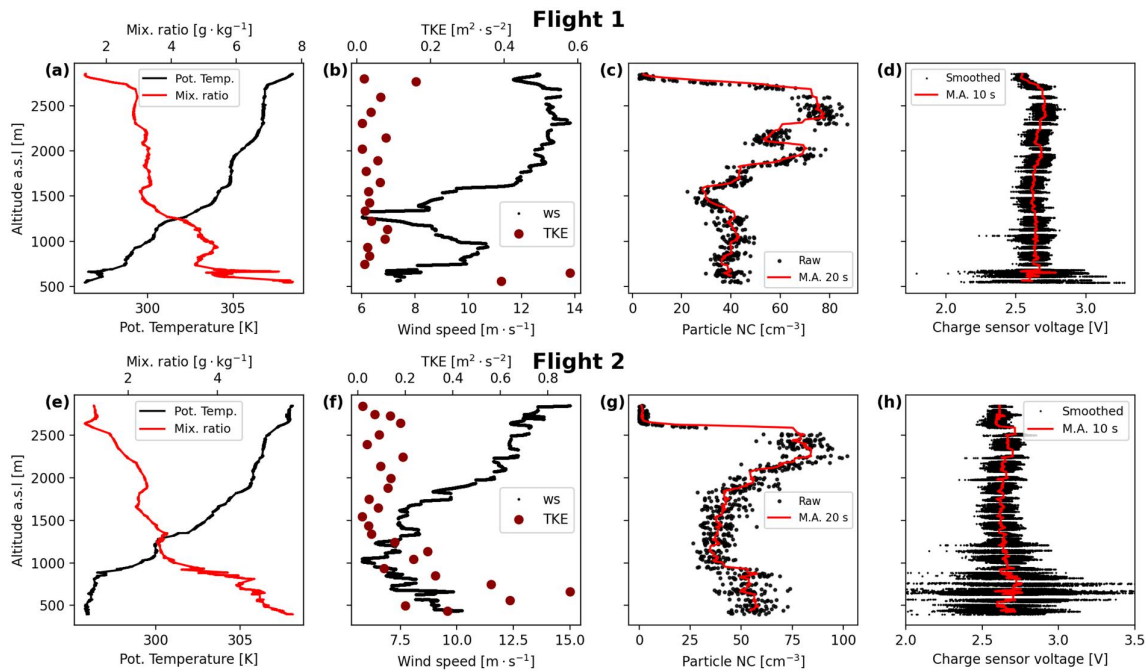 Flight 1
Mix. ratio [g · kg⁻¹]
TKE [m² · s⁻²]
2 4 6 8
0.0 0.2 0.4 0.6
(a) (b) (c) (d)
Pot. Temp.
Mix. ratio
ws
TKE
Raw
M.A. 20 s
Smoothed
M.A. 10 s
Altitude a.s.l [m]
2500
2000
1500
1000
500
300 305
6 8 10 12 14
0 20 40 60 80
2.0 2.5 3.0
Pot. Temperature [K]
Wind speed [m · s⁻¹]
Particle NC [cm⁻³]
Charge sensor voltage [V]
Flight 2
Mix. ratio [g · kg⁻¹]
TKE [m² · s⁻²]
2 4
0.0 0.2 0.4 0.6 0.8
(e) (f) (g) (h)
Pot. Temp.
Mix. ratio
ws
TKE
Raw
M.A. 20 s
Smoothed
M.A. 10 s
Altitude a.s.l [m]
2500
2000
1500
1000
500
300 305
7.5 10.0 12.5 15.0
0 25 50 75 100
2.0 2.5 3.0 3.5
Pot. Temperature [K]
Wind speed [m · s⁻¹]
Particle NC [cm⁻³]
Charge sensor voltage [V]